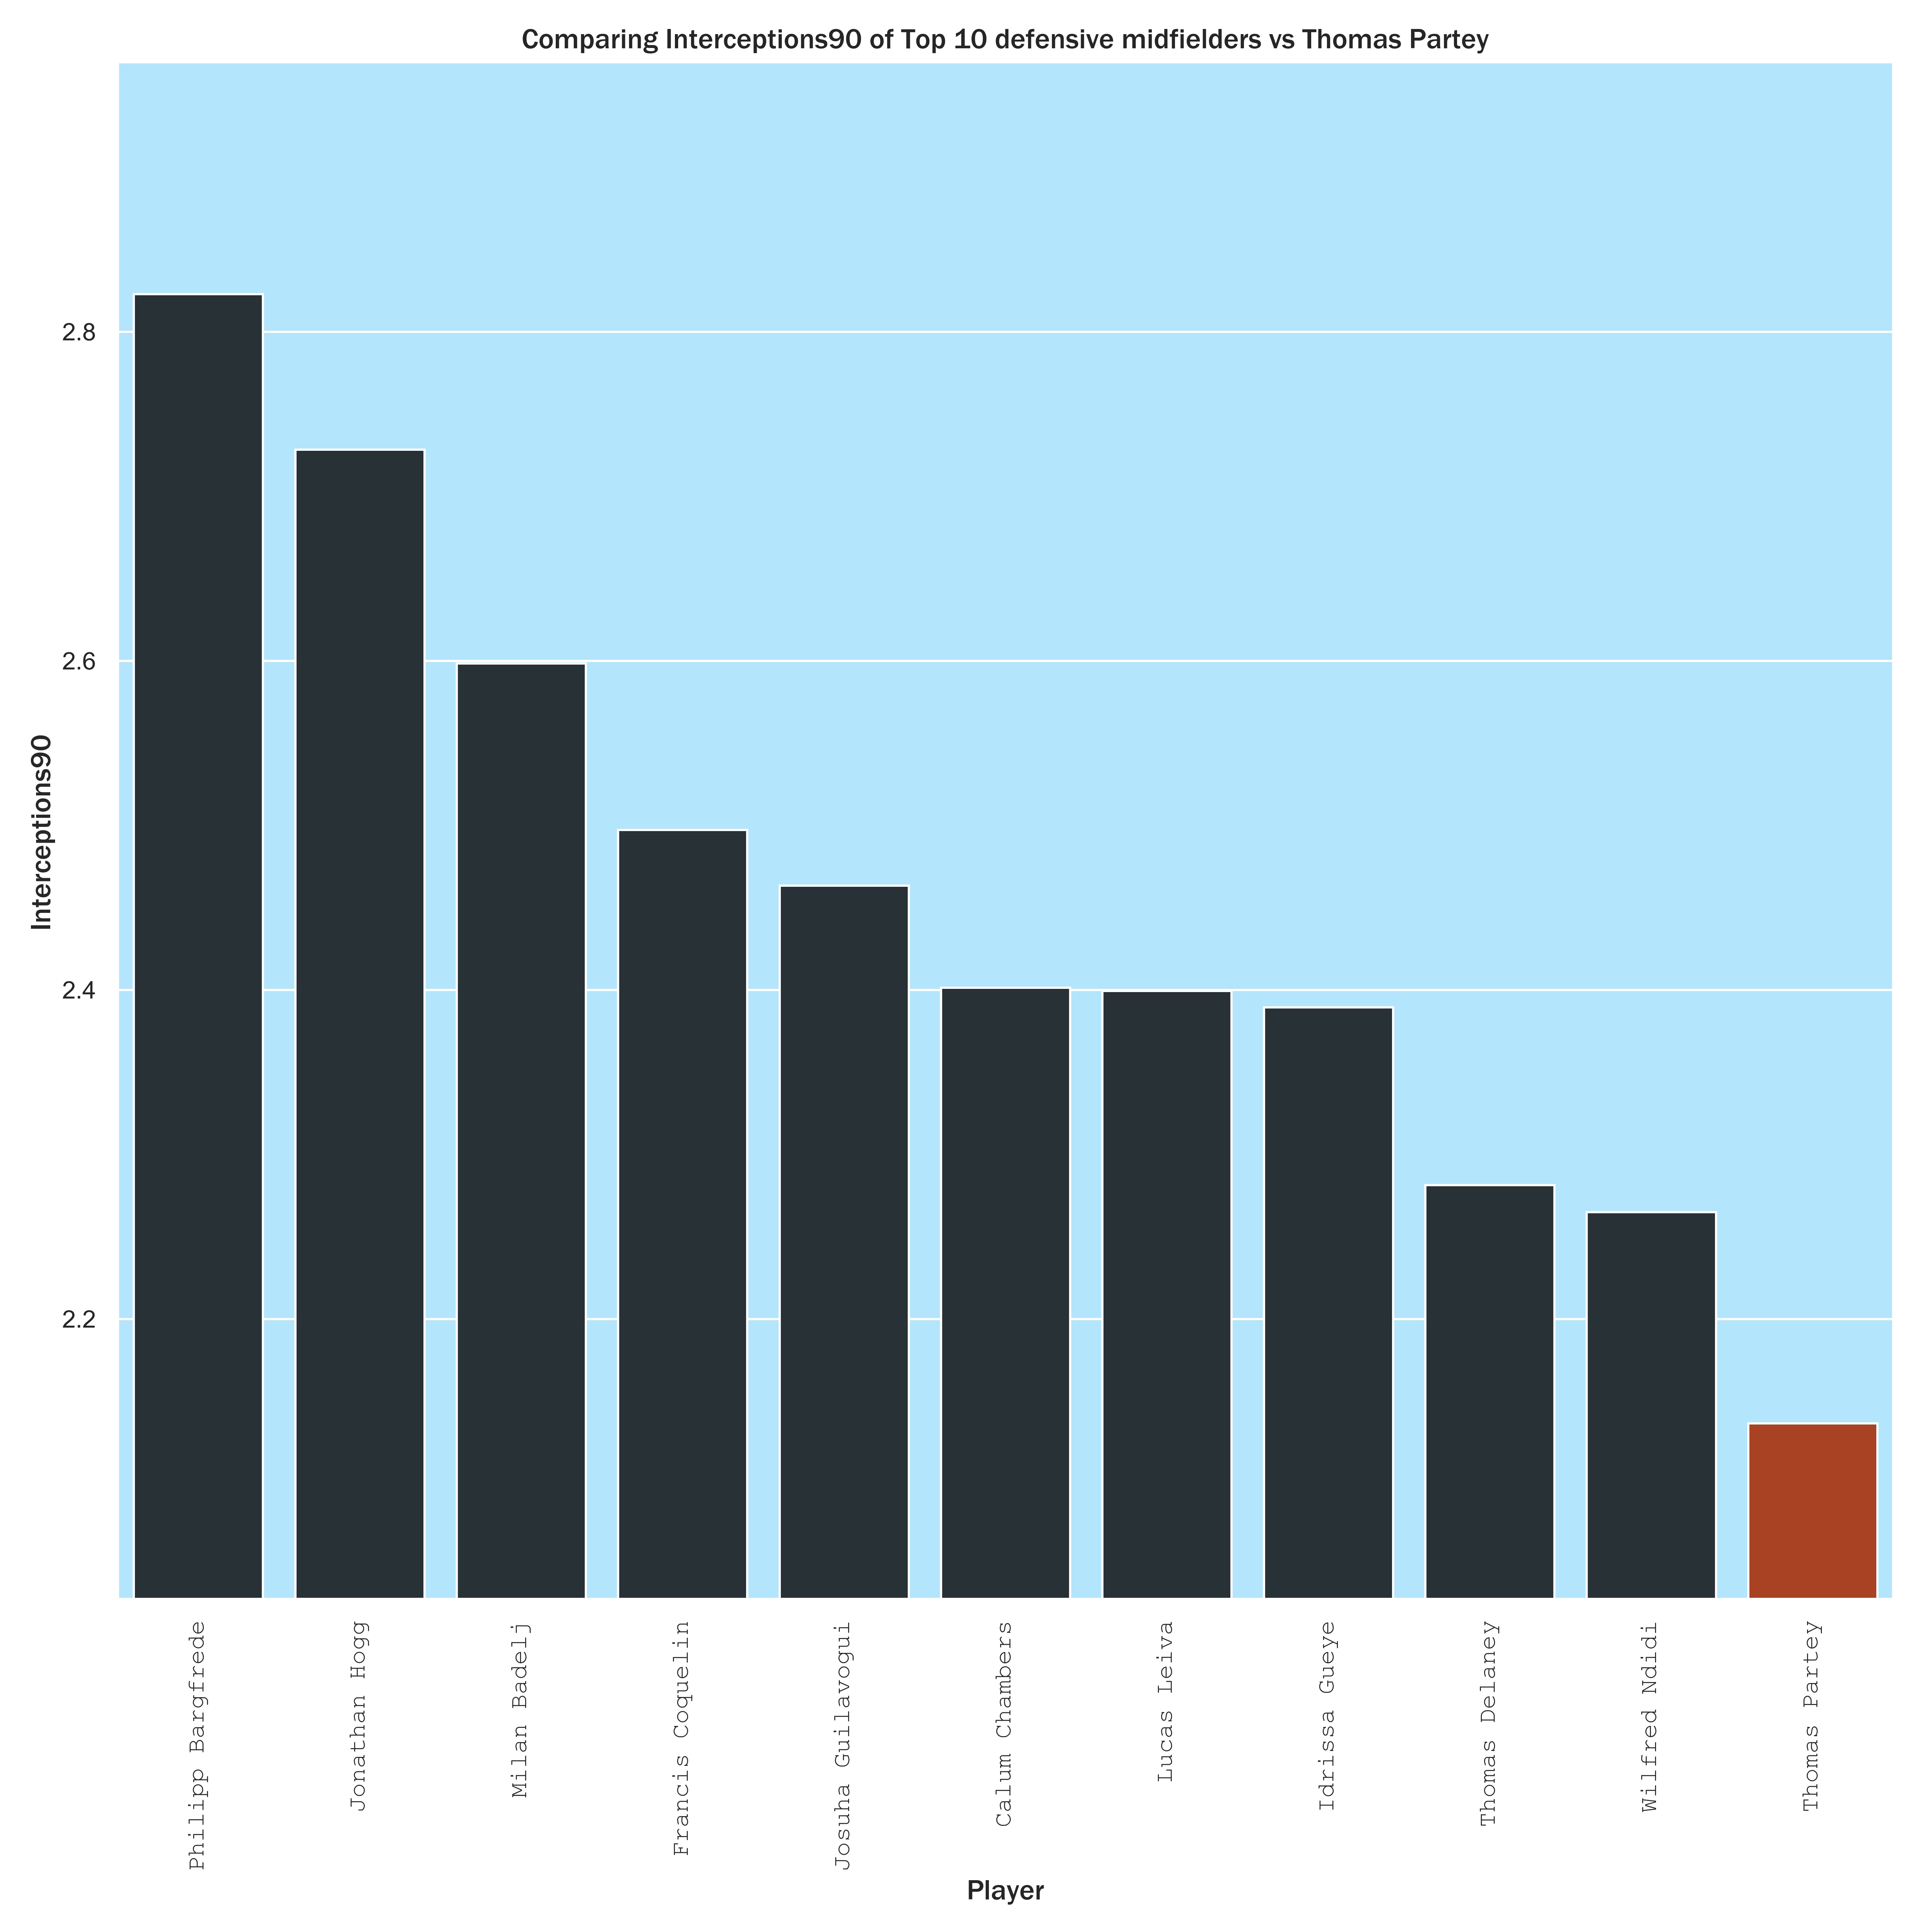 Comparing Interceptions90 of Top 10 defensive midfielders vs Thomas Partey
Interceptions90
2.8
2.6
2.4
2.2
Philipp Bargfrede
Jonathan Hogg
Milan Badelj
Francis Coquelin
Josuha Guilavogui
Calum Chambers
Lucas Leiva
Idrissa Gueye
Thomas Delaney
Wilfred Ndidi
Thomas Partey
Player